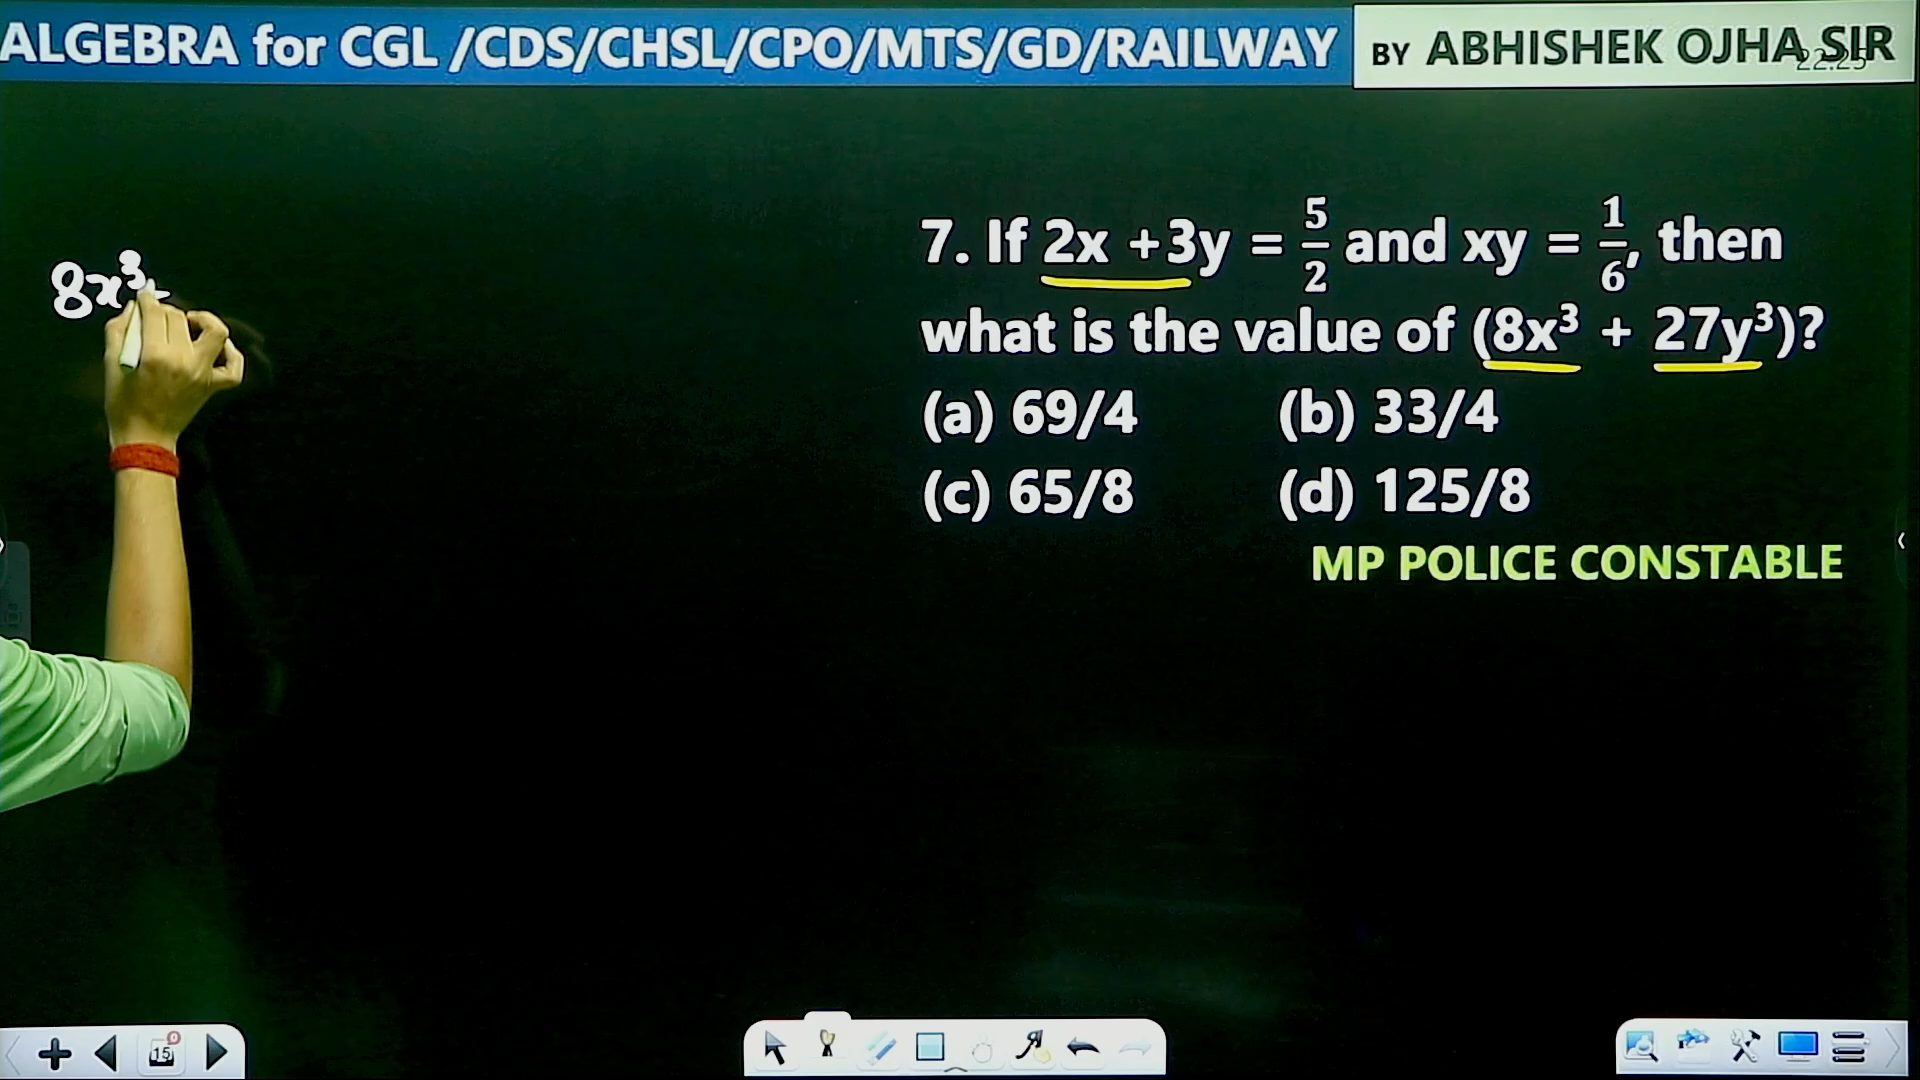 ALGEBRA for CGL /CDS/CHSL/CPO/MTS/GD/RAILWAY
BY ABHISHEK OJHA SIR
22:25
8x³+
7. If 2x +3y = 5/2 and xy = 1/6, then
what is the value of (8x³ + 27y³)?
(a) 69/4 (b) 33/4
(c) 65/8 (d) 125/8
MP POLICE CONSTABLE
15